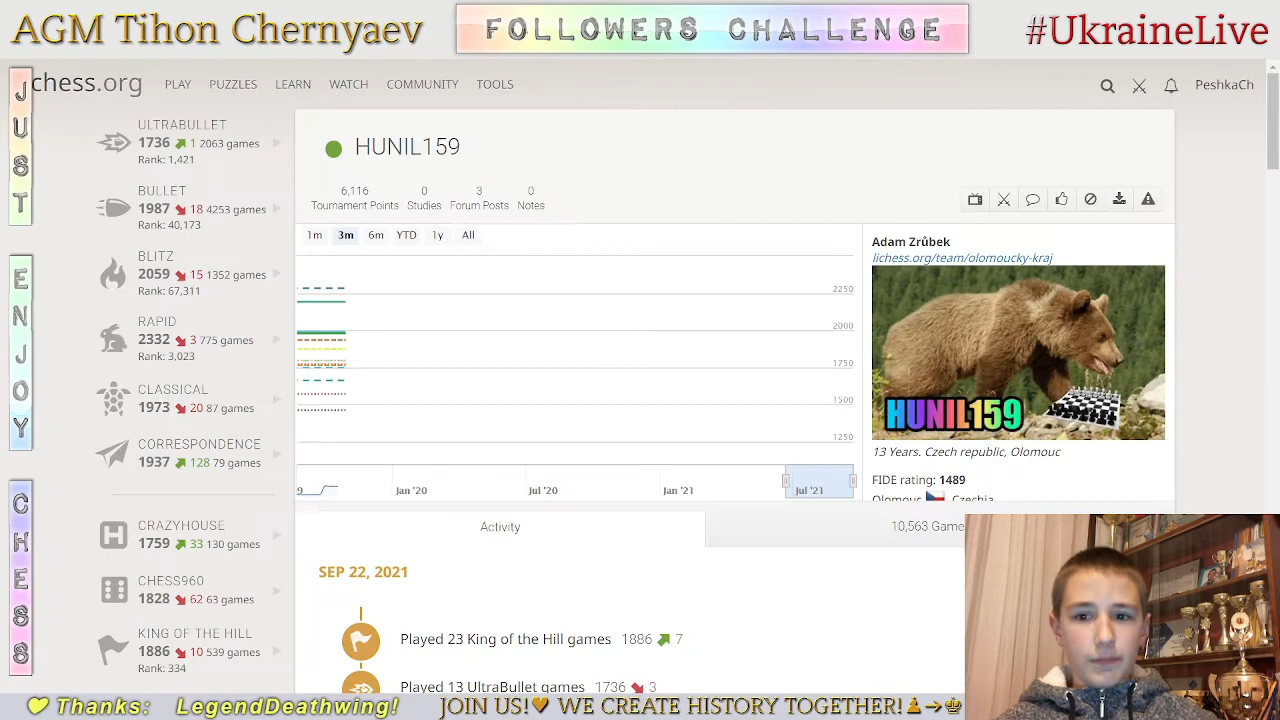 AGM Tihon Chernyaev
FOLLOWERS CHALLENGE
#UkraineLive
JUST
ENJOY
CHESS
chess.org
PLAY PUZZLES LEARN WATCH COMMUNITY TOOLS
PeshkaCh
ULTRABULLET
1736 1 2063 games
Rank: 1,421
BULLET
1987 18 4253 games
Rank: 40,173
BLITZ
2059 15 1352 games
Rank: 67,311
RAPID
2332 3 775 games
Rank: 3,023
CLASSICAL
1973 20 87 games
CORRESPONDENCE
1937 128 79 games
CRAZYHOUSE
1759 33 130 games
CHESS960
1828 62 63 games
KING OF THE HILL
1886 10 539 games
Rank: 334
HUNIL159
6,116 0 3 0
Tournament Points Studies Forum Posts Notes
1m 3m 6m YTD 1y All
2250
2000
1750
1500
1250
9 Jan '20 Jul '20 Jan '21 Jul '21
Adam Zrůbek
lichess.org/team/olomoucky-kraj
HUNIL159
13 Years. Czech republic, Olomouc
FIDE rating: 1489
Olomouc Czechia
Activity
10,563 Game
SEP 22, 2021
Played 23 King of the Hill games 1886 7
Played 13 UltraBullet games 1736 3
Thanks: LegendDeathwing!
JOIN US! WE CREATE HISTORY TOGETHER!